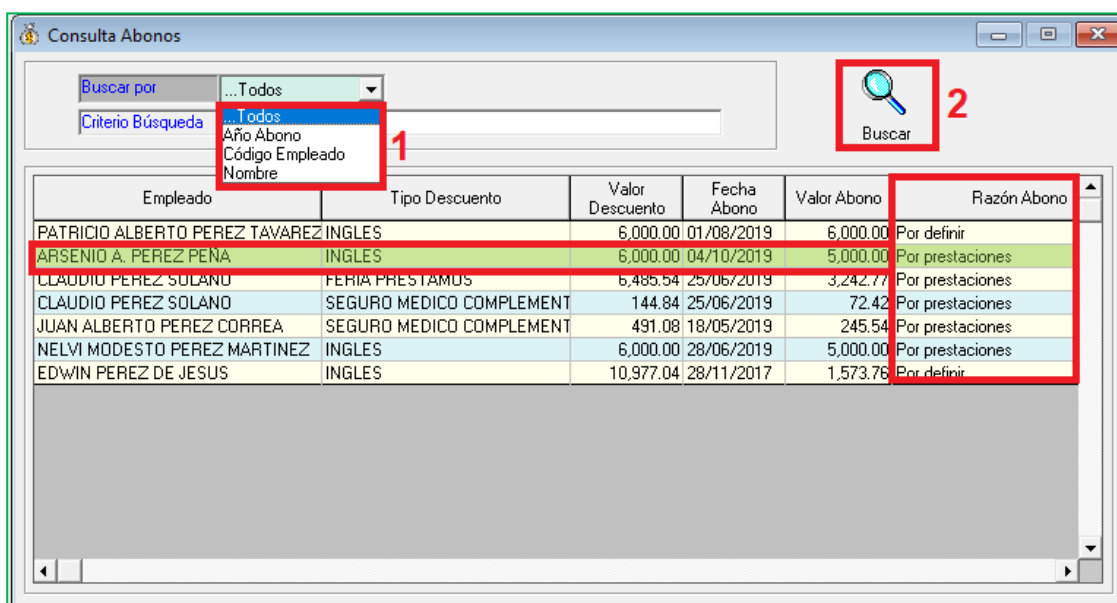 Consulta Abonos
Buscar por ...Todos
Criterio Búsqueda
...Todos
Año Abono
Código Empleado
Nombre
1
Buscar
2
Empleado Tipo Descuento Valor Descuento Fecha Abono Valor Abono Razón Abono
PATRICIO ALBERTO PEREZ TAVAREZ INGLES 6,000.00 01/08/2019 6,000.00 Por definir
ARSENIO A. PEREZ PEÑA INGLES 6,000.00 04/10/2019 5,000.00 Por prestaciones
CLAUDIO PEREZ SOLANO FERIA PRESTAMOS 6,485.54 25/06/2019 3,242.77 Por prestaciones
CLAUDIO PEREZ SOLANO SEGURO MEDICO COMPLEMENT 144.84 25/06/2019 72.42 Por prestaciones
JUAN ALBERTO PEREZ CORREA SEGURO MEDICO COMPLEMENT 491.08 18/05/2019 245.54 Por prestaciones
NELVI MODESTO PEREZ MARTINEZ INGLES 6,000.00 28/06/2019 5,000.00 Por prestaciones
EDWIN PEREZ DE JESUS INGLES 10,977.04 28/11/2017 1,573.76 Por definir